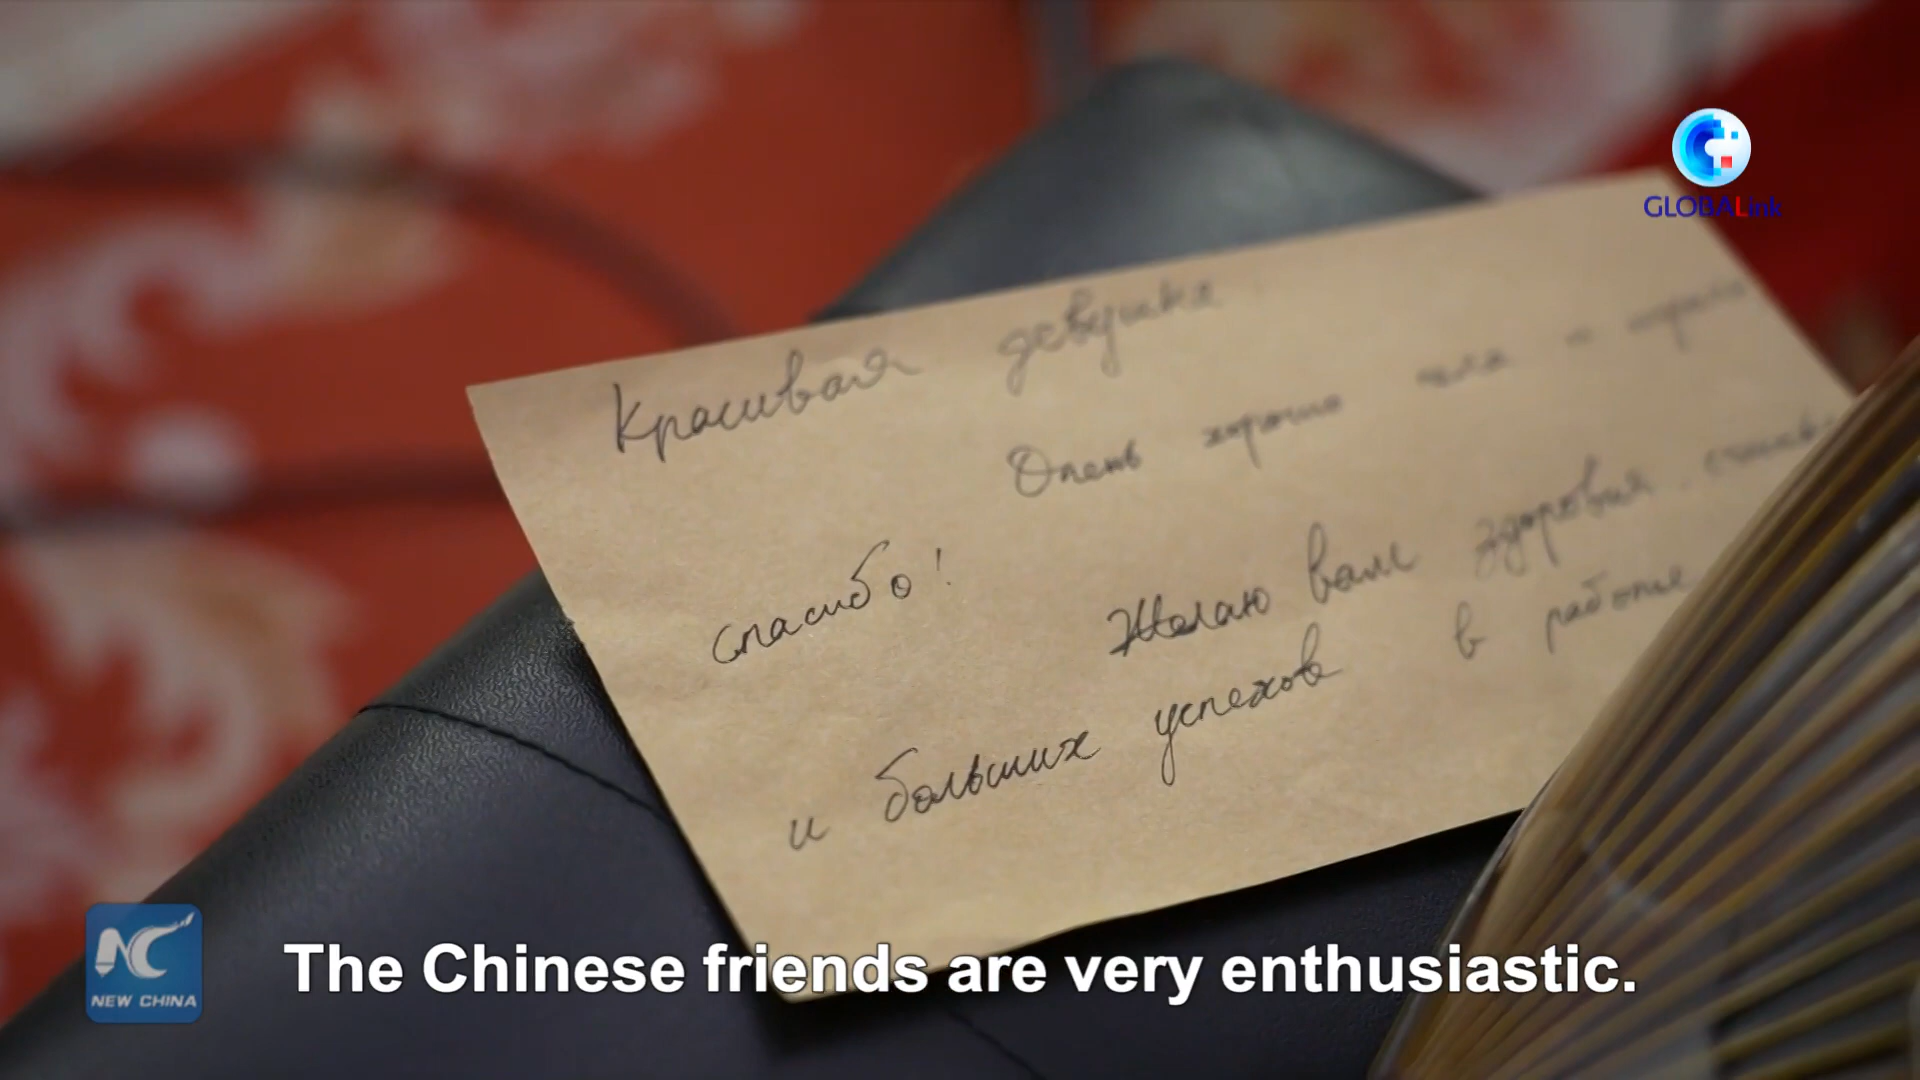 GLOBALink
Красивая девушка
Очень хорошо
спасибо!
Желаю вам здоровья
и больших успехов в работе
NEW CHINA
The Chinese friends are very enthusiastic.